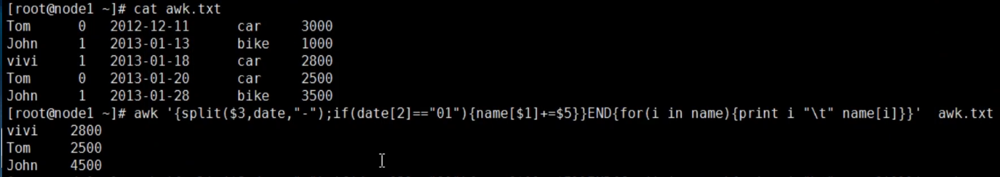 [root@node1 ~]# cat awk.txt
Tom 0 2012-12-11 car 3000
John 1 2013-01-13 bike 1000
vivi 1 2013-01-18 car 2800
Tom 0 2013-01-20 car 2500
John 1 2013-01-28 bike 3500
[root@node1 ~]# awk '{split($3,date,"-");if(date[2]=="01"){name[$1]+=$5}}END{for(i in name){print i "\t" name[i]}}' awk.txt
vivi 2800
Tom 2500
John 4500